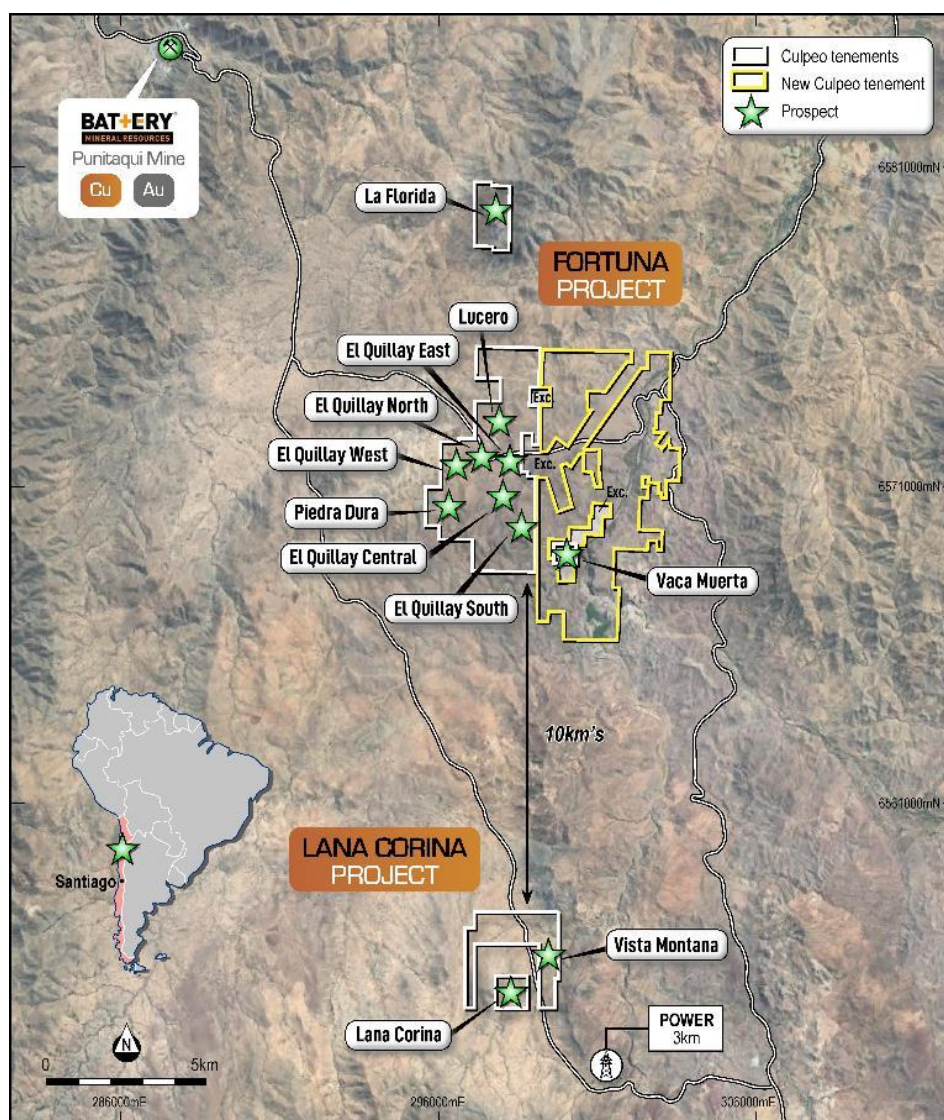 Culpeo tenements
New Culpeo tenement
Prospect
BATTERY
MINERAL RESOURCES
Punitaqui Mine
Cu Au
6581000mN
La Florida
FORTUNA
PROJECT
Lucero
El Quillay East
El Quillay North
Exc.
El Quillay West
Exc.
6571000mN
Exc.
Piedra Dura
El Quillay Central
Vaca Muerta
El Quillay South
10km's
6561000mN
LANA CORINA
PROJECT
Santiago
Vista Montana
POWER
3km
Lana Corina
N
0 5km
286000mE 296000mE 306000mE